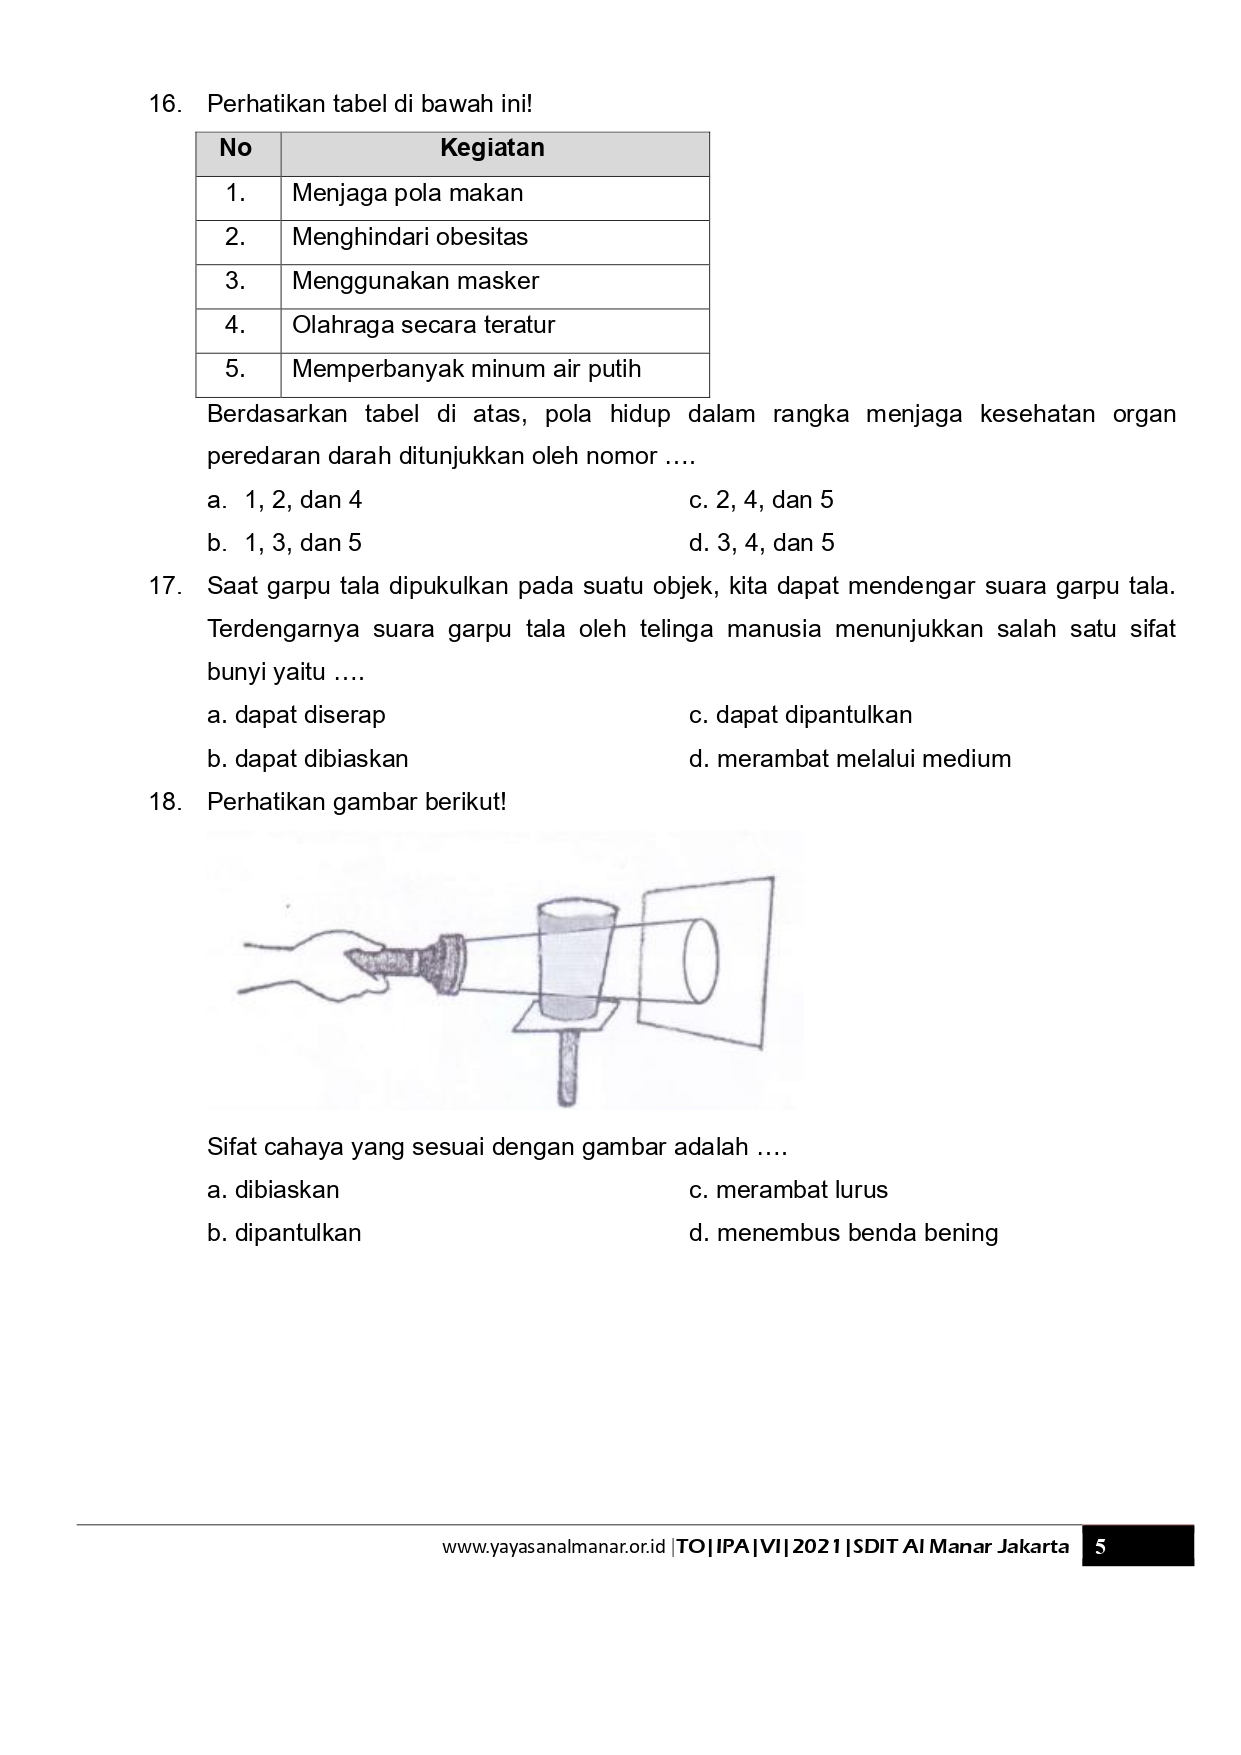 16. Perhatikan tabel di bawah ini!
No Kegiatan
1. Menjaga pola makan
2. Menghindari obesitas
3. Menggunakan masker
4. Olahraga secara teratur
5. Memperbanyak minum air putih
Berdasarkan tabel di atas, pola hidup dalam rangka menjaga kesehatan organ
peredaran darah ditunjukkan oleh nomor ….
a. 1, 2, dan 4 c. 2, 4, dan 5
b. 1, 3, dan 5 d. 3, 4, dan 5
17. Saat garpu tala dipukulkan pada suatu objek, kita dapat mendengar suara garpu tala.
Terdengarnya suara garpu tala oleh telinga manusia menunjukkan salah satu sifat
bunyi yaitu ….
a. dapat diserap c. dapat dipantulkan
b. dapat dibiaskan d. merambat melalui medium
18. Perhatikan gambar berikut!
Sifat cahaya yang sesuai dengan gambar adalah ….
a. dibiaskan c. merambat lurus
b. dipantulkan d. menembus benda bening
www.yayasanalmanar.or.id |TO|IPA|VI|2021|SDIT Al Manar Jakarta 5